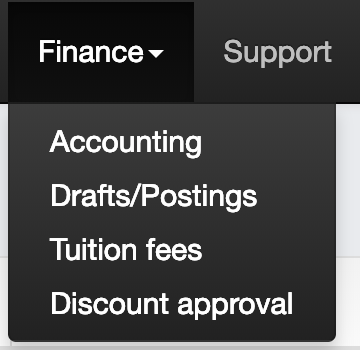 Finance Support
Accounting
Drafts/Postings
Tuition fees
Discount approval